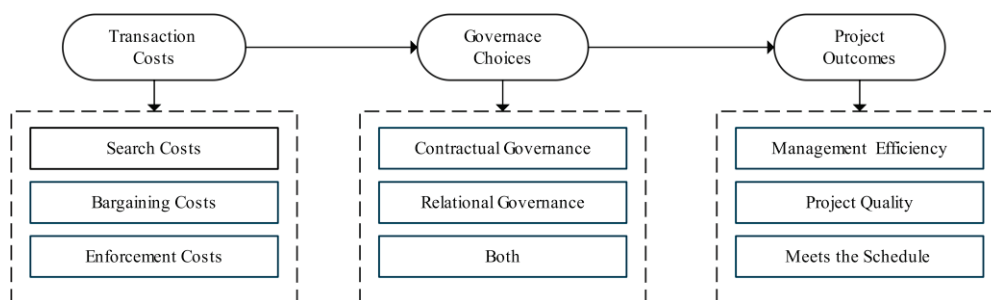 Transaction
Costs
Governace
Choices
Project
Outcomes
Search Costs
Bargaining Costs
Enforcement Costs
Contractual Governance
Relational Governance
Both
Management Efficiency
Project Quality
Meets the Schedule